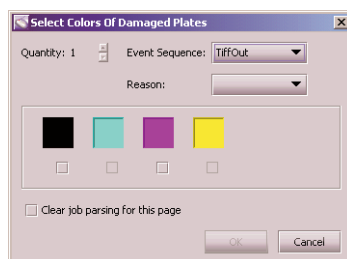 Select Colors Of Damaged Plates
Quantity: 1 Event Sequence: TiffOut
Reason:
Clear job parsing for this page
OK Cancel